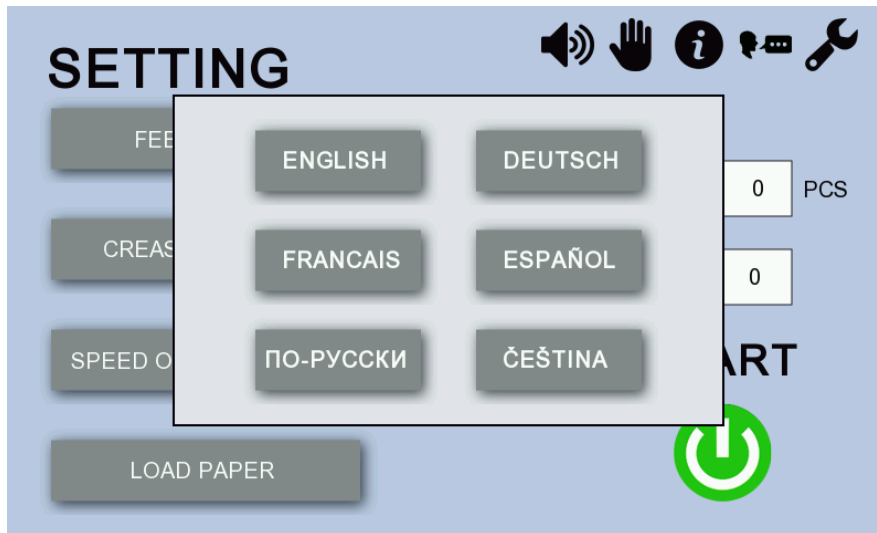 SETTING
FEE
ENGLISH
DEUTSCH
0 PCS
CREAS
FRANCAIS
ESPAÑOL
0
SPEED O
ПО-РУССКИ
ČEŠTINA
ART
LOAD PAPER